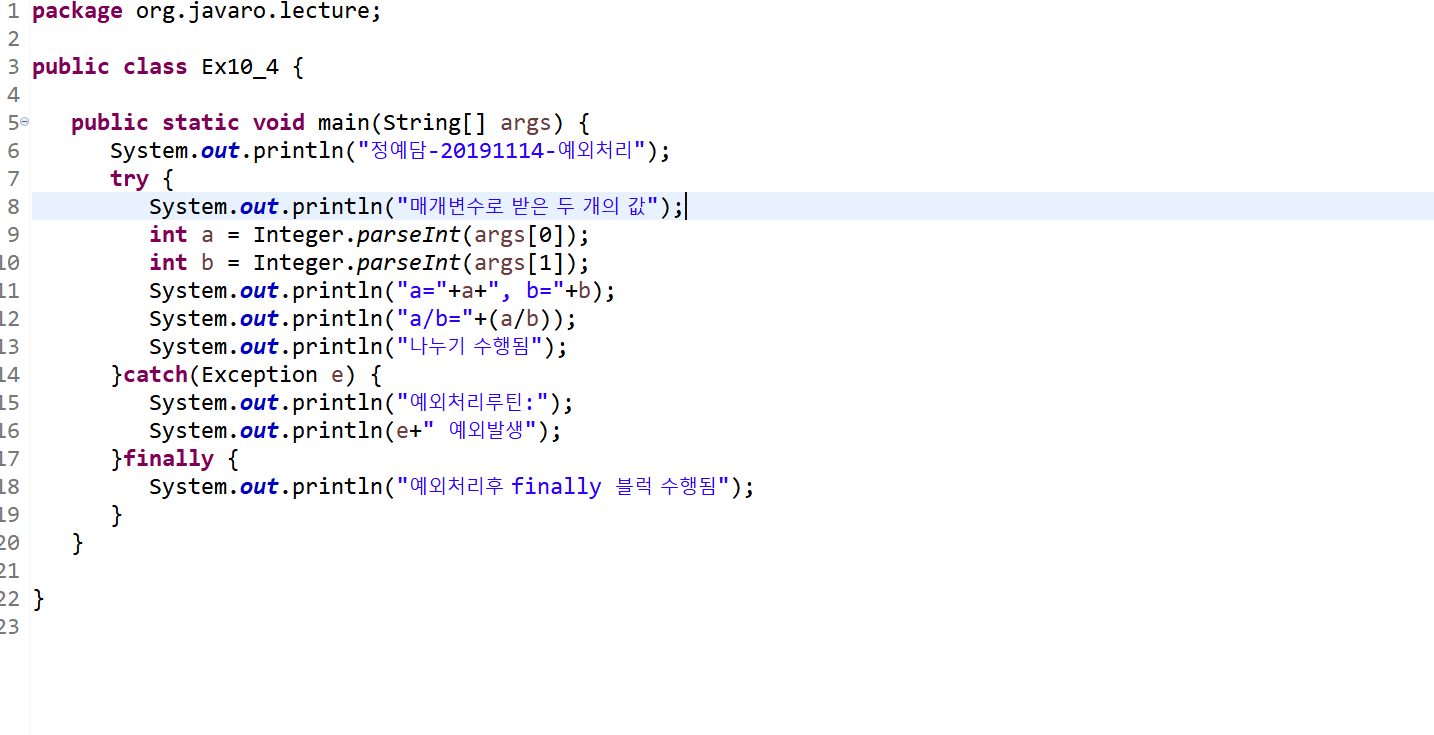 1 package org.javaro.lecture;
2
3 public class Ex10_4 {
4
5 public static void main(String[] args) {
6 System.out.println("정예담-20191114-예외처리");
7 try {
8 System.out.println("매개변수로 받은 두 개의 값");
9 int a = Integer.parseInt(args[0]);
10 int b = Integer.parseInt(args[1]);
11 System.out.println("a="+a+", b="+b);
12 System.out.println("a/b="+(a/b));
13 System.out.println("나누기 수행됨");
14 }catch(Exception e) {
15 System.out.println("예외처리루틴:");
16 System.out.println(e+" 예외발생");
17 }finally {
18 System.out.println("예외처리후 finally 블럭 수행됨");
19 }
20 }
21
22 }
23